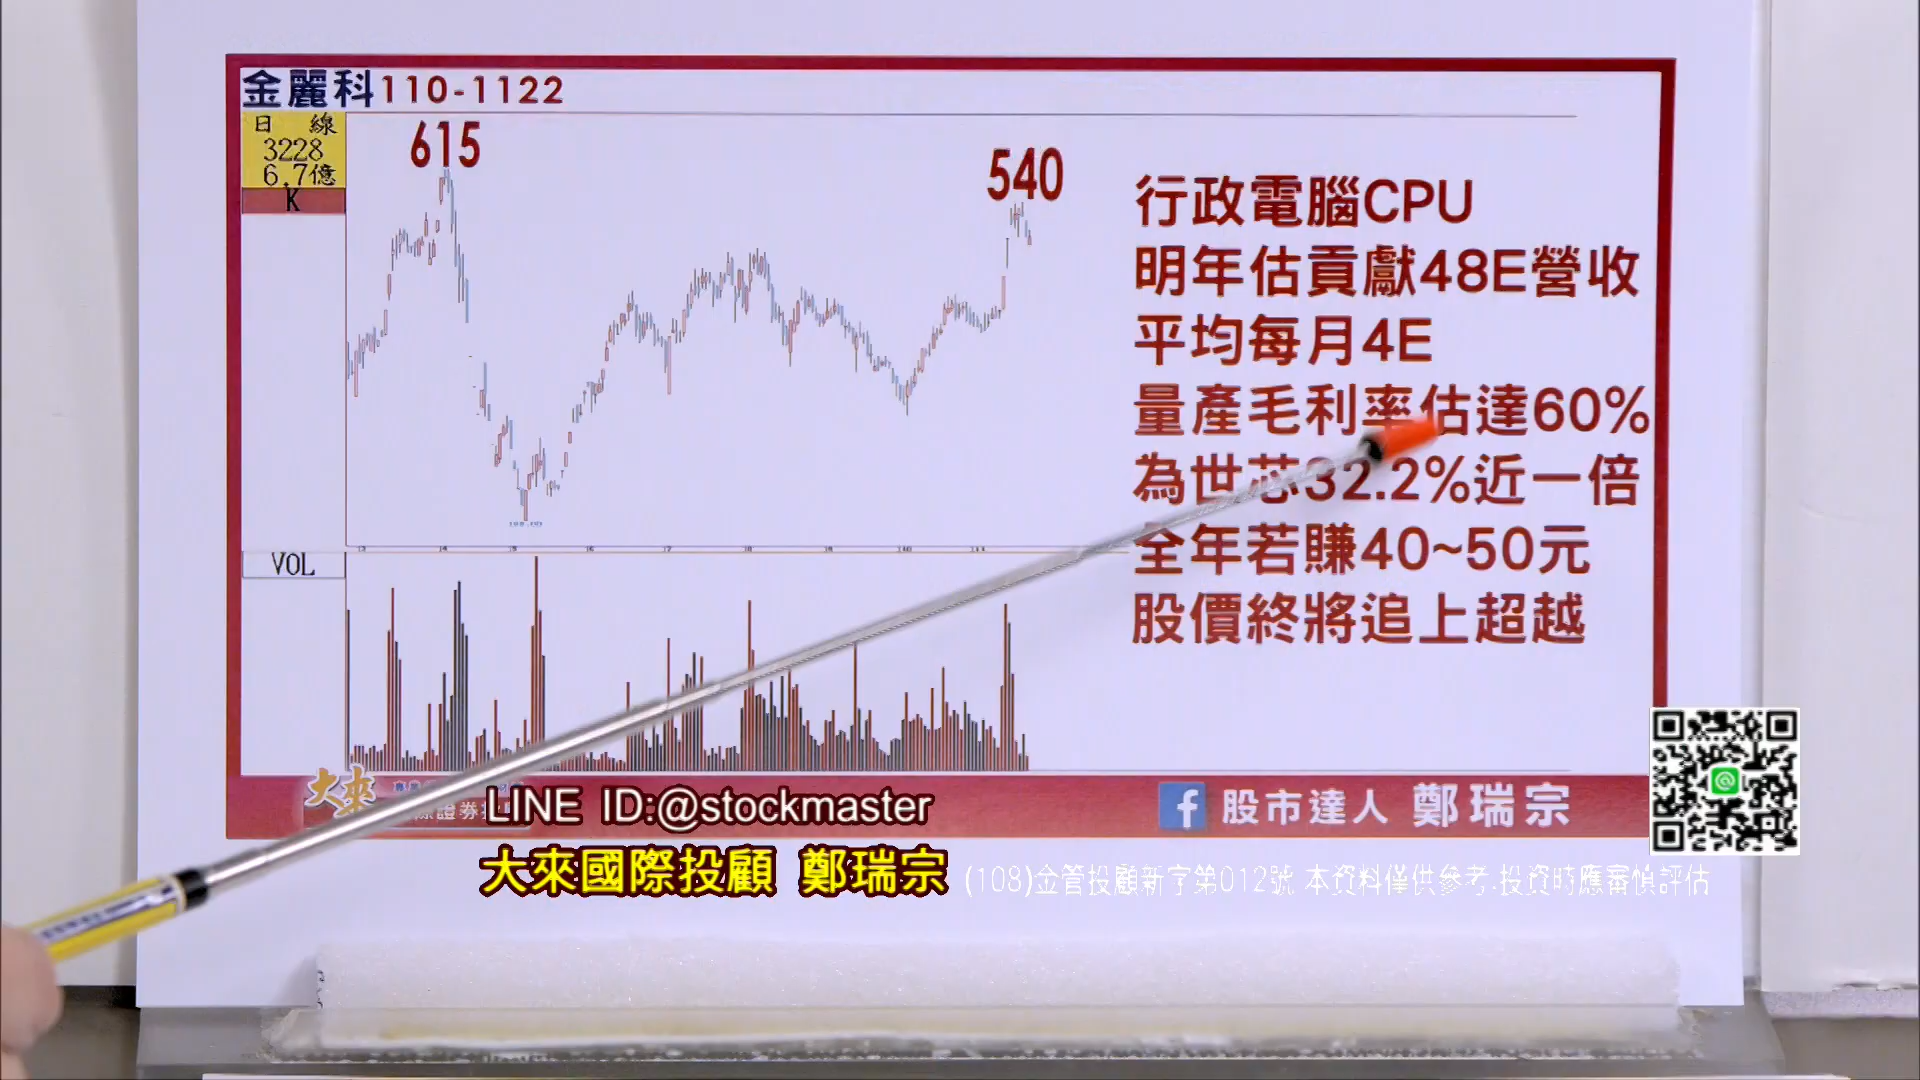 金麗科110-1122
日 線
3228
6.7億
K
615
540
行政電腦CPU
明年估貢獻48E營收
平均每月4E
量產毛利率估達60%
為世芯32.2%近一倍
全年若賺40~50元
股價終將追上超越
VOL
大來
LINE ID:@stockmaster
股市達人 鄭瑞宗
大來國際投顧 鄭瑞宗
(108)金管投顧新字第012號 本資料僅供參考.投資時應審慎評估